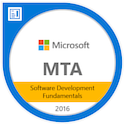 Microsoft
MTA
Software Development
Fundamentals
2016